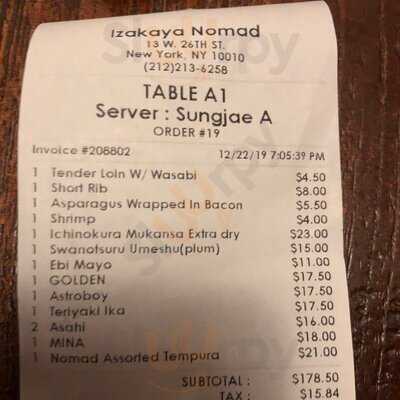 Izakaya Nomad
13 W. 26TH ST.
New York, NY 10010
(212)213-6258
TABLE A1
Server : Sungjae A
ORDER #19
Invoice #208802 12/22/19 7:05:39 PM
1 Tender Loin W/ Wasabi $4.50
1 Short Rib $8.00
1 Asparagus Wrapped In Bacon $5.50
1 Shrimp $4.00
1 Ichinokura Mukansa Extra dry $23.00
1 Swanotsuru Umeshu(plum) $15.00
1 Ebi Mayo $11.00
1 GOLDEN $17.50
1 Astroboy $17.50
1 Teriyaki Ika $17.50
2 Asahi $16.00
1 MINA $18.00
1 Nomad Assorted Tempura $21.00
SUBTOTAL : $178.50
TAX : $15.84